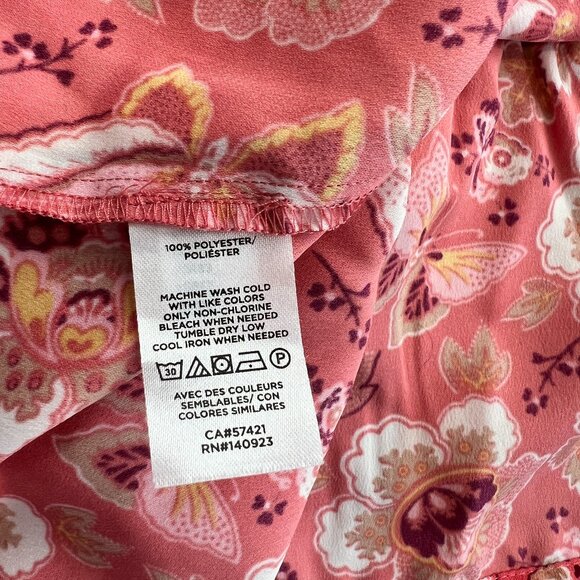 100% POLYESTER/
POLIÉSTER
MACHINE WASH COLD
WITH LIKE COLORS
ONLY NON-CHLORINE
BLEACH WHEN NEEDED
TUMBLE DRY LOW
COOL IRON WHEN NEEDED
30 P
AVEC DES COULEURS
SEMBLABLES/ CON
COLORES SIMILARES
CA#57421
RN#140923